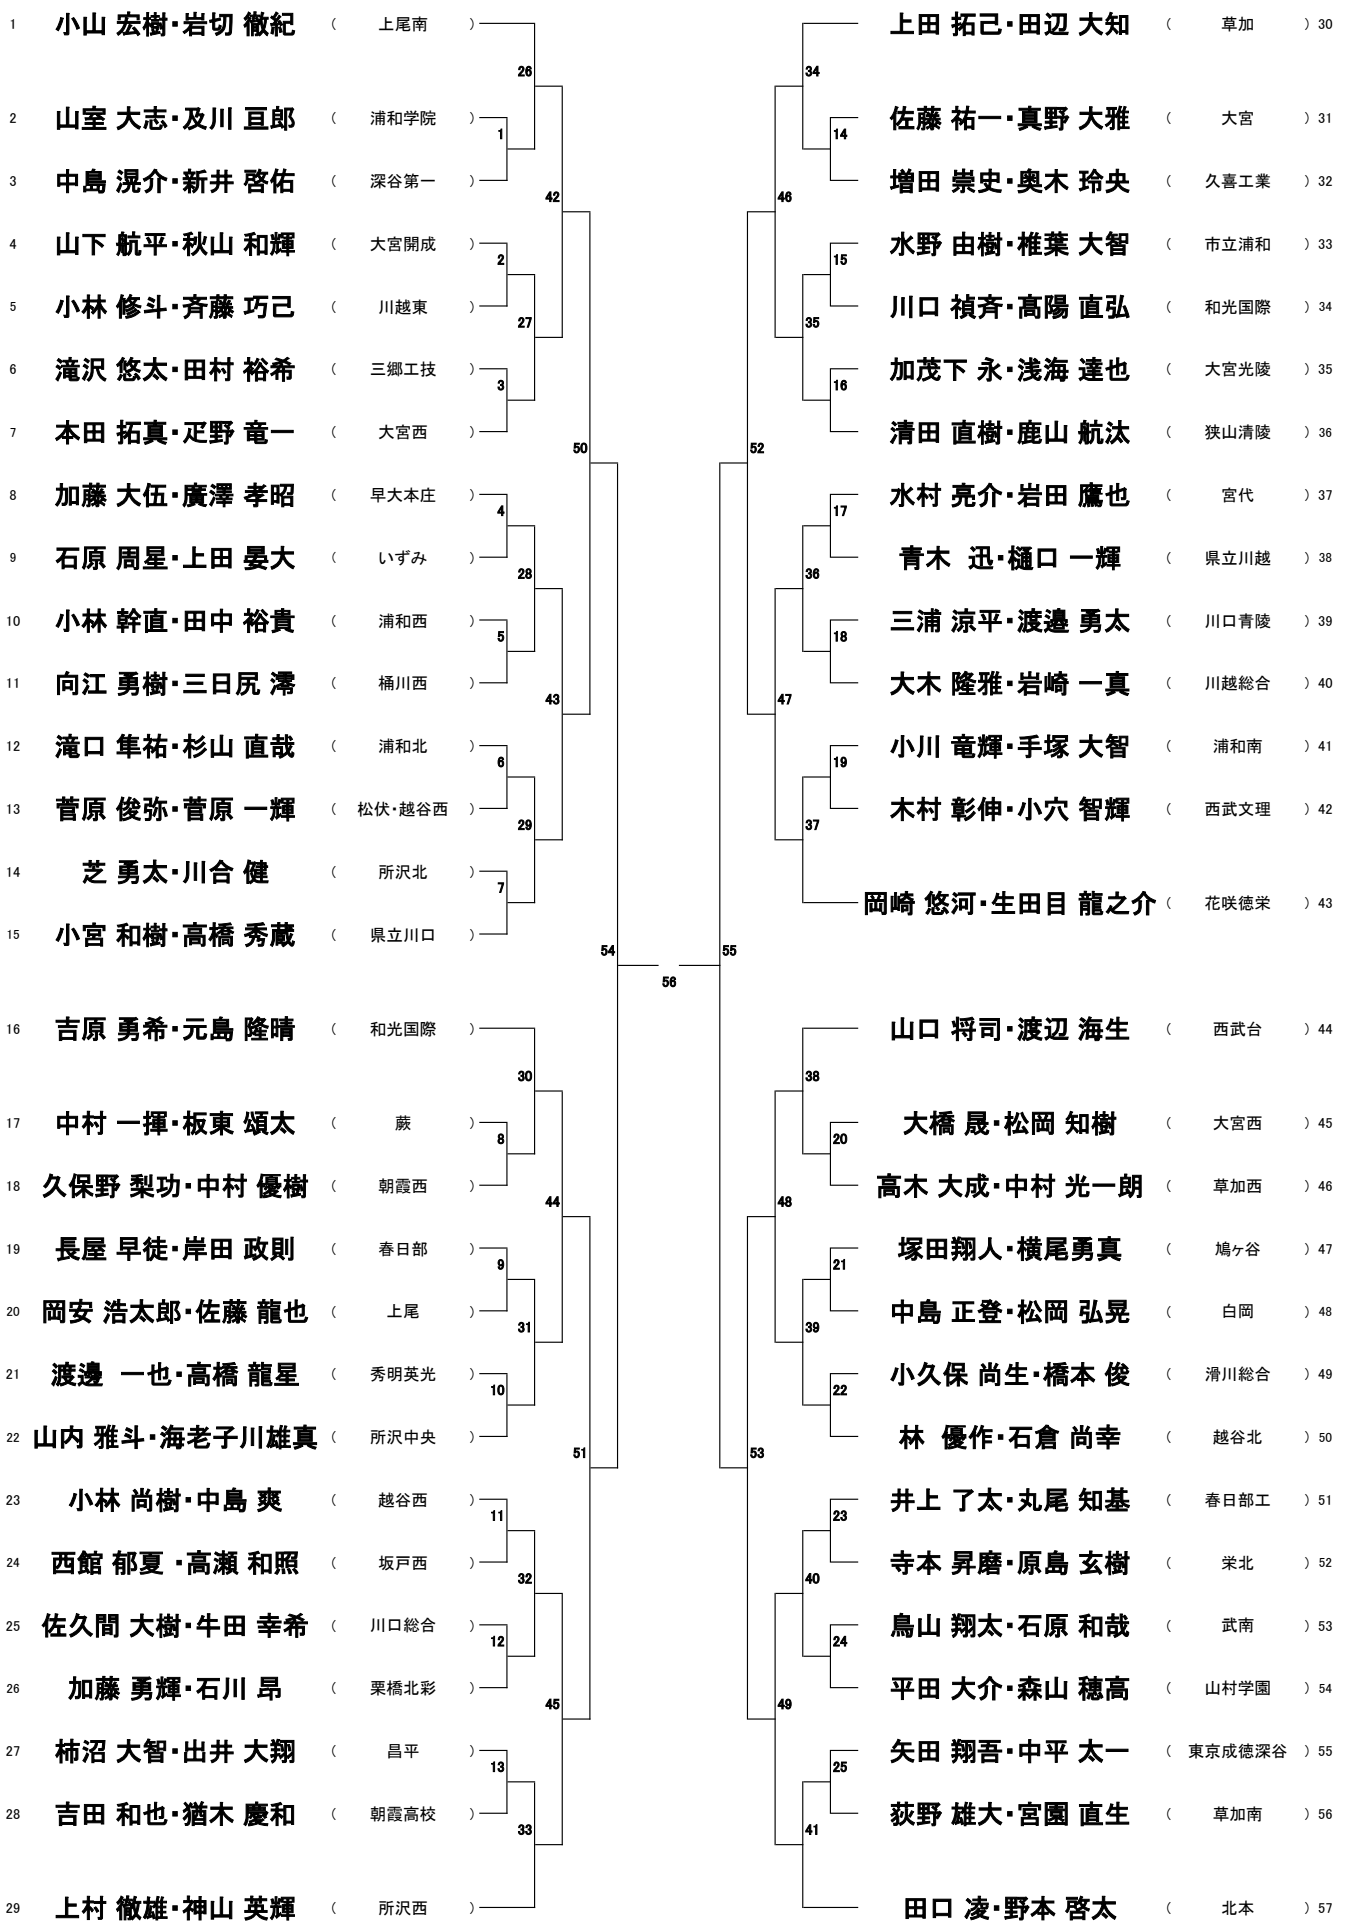 1 小山 宏樹・岩切 徹紀 （ 上尾南 ）
26
2 山室 大志・及川 亘郎 （ 浦和学院 ）
1
3 中島 滉介・新井 啓佑 （ 深谷第一 ）
42
4 山下 航平・秋山 和輝 （ 大宮開成 ）
2
5 小林 修斗・斉藤 巧己 （ 川越東 ）
27
6 滝沢 悠太・田村 裕希 （ 三郷工技 ）
3
7 本田 拓真・疋野 竜一 （ 大宮西 ）
50
8 加藤 大伍・廣澤 孝昭 （ 早大本庄 ）
4
9 石原 周星・上田 晏大 （ いずみ ）
28
10 小林 幹直・田中 裕貴 （ 浦和西 ）
5
11 向江 勇樹・三日尻 澪 （ 桶川西 ）
43
12 滝口 隼祐・杉山 直哉 （ 浦和北 ）
6
13 菅原 俊弥・菅原 一輝 （ 松伏・越谷西 ）
29
14 芝 勇太・川合 健 （ 所沢北 ）
7
15 小宮 和樹・高橋 秀蔵 （ 県立川口 ）
54
16 吉原 勇希・元島 隆晴 （ 和光国際 ）
30
17 中村 一揮・板東 頌太 （ 蕨 ）
8
18 久保野 梨功・中村 優樹 （ 朝霞西 ）
44
19 長屋 早徒・岸田 政則 （ 春日部 ）
9
20 岡安 浩太郎・佐藤 龍也 （ 上尾 ）
31
21 渡邊 一也・高橋 龍星 （ 秀明英光 ）
10
22 山内 雅斗・海老子川雄真 （ 所沢中央 ）
51
23 小林 尚樹・中島 爽 （ 越谷西 ）
11
24 西館 郁夏 ・高瀬 和照 （ 坂戸西 ）
32
25 佐久間 大樹・牛田 幸希 （ 川口総合 ）
12
26 加藤 勇輝・石川 昂 （ 栗橋北彩 ）
45
27 柿沼 大智・出井 大翔 （ 昌平 ）
13
28 吉田 和也・猶木 慶和 （ 朝霞高校 ）
33
29 上村 徹雄・神山 英輝 （ 所沢西 ）
56
上田 拓己・田辺 大知 （ 草加 ） 30
34
佐藤 祐一・真野 大雅 （ 大宮 ） 31
14
増田 崇史・奥木 玲央 （ 久喜工業 ） 32
46
水野 由樹・椎葉 大智 （ 市立浦和 ） 33
15
川口 禎斉・髙陽 直弘 （ 和光国際 ） 34
35
加茂下 永・浅海 達也 （ 大宮光陵 ） 35
16
清田 直樹・鹿山 航汰 （ 狭山清陵 ） 36
52
水村 亮介・岩田 鷹也 （ 宮代 ） 37
17
青木 迅・樋口 一輝 （ 県立川越 ） 38
36
三浦 涼平・渡邉 勇太 （ 川口青陵 ） 39
18
大木 隆雅・岩崎 一真 （ 川越総合 ） 40
47
小川 竜輝・手塚 大智 （ 浦和南 ） 41
19
木村 彰伸・小穴 智輝 （ 西武文理 ） 42
37
岡崎 悠河・生田目 龍之介 （ 花咲徳栄 ） 43
55
山口 将司・渡辺 海生 （ 西武台 ） 44
38
大橋 晟・松岡 知樹 （ 大宮西 ） 45
20
高木 大成・中村 光一朗 （ 草加西 ） 46
48
塚田翔人・横尾勇真 （ 鳩ヶ谷 ） 47
21
中島 正登・松岡 弘晃 （ 白岡 ） 48
39
小久保 尚生・橋本 俊 （ 滑川総合 ） 49
22
林 優作・石倉 尚幸 （ 越谷北 ） 50
53
井上 了太・丸尾 知基 （ 春日部工 ） 51
23
寺本 昇磨・原島 玄樹 （ 栄北 ） 52
40
鳥山 翔太・石原 和哉 （ 武南 ） 53
24
平田 大介・森山 穂高 （ 山村学園 ） 54
49
矢田 翔吾・中平 太一 （ 東京成徳深谷 ） 55
25
荻野 雄大・宮園 直生 （ 草加南 ） 56
41
田口 凌・野本 啓太 （ 北本 ） 57